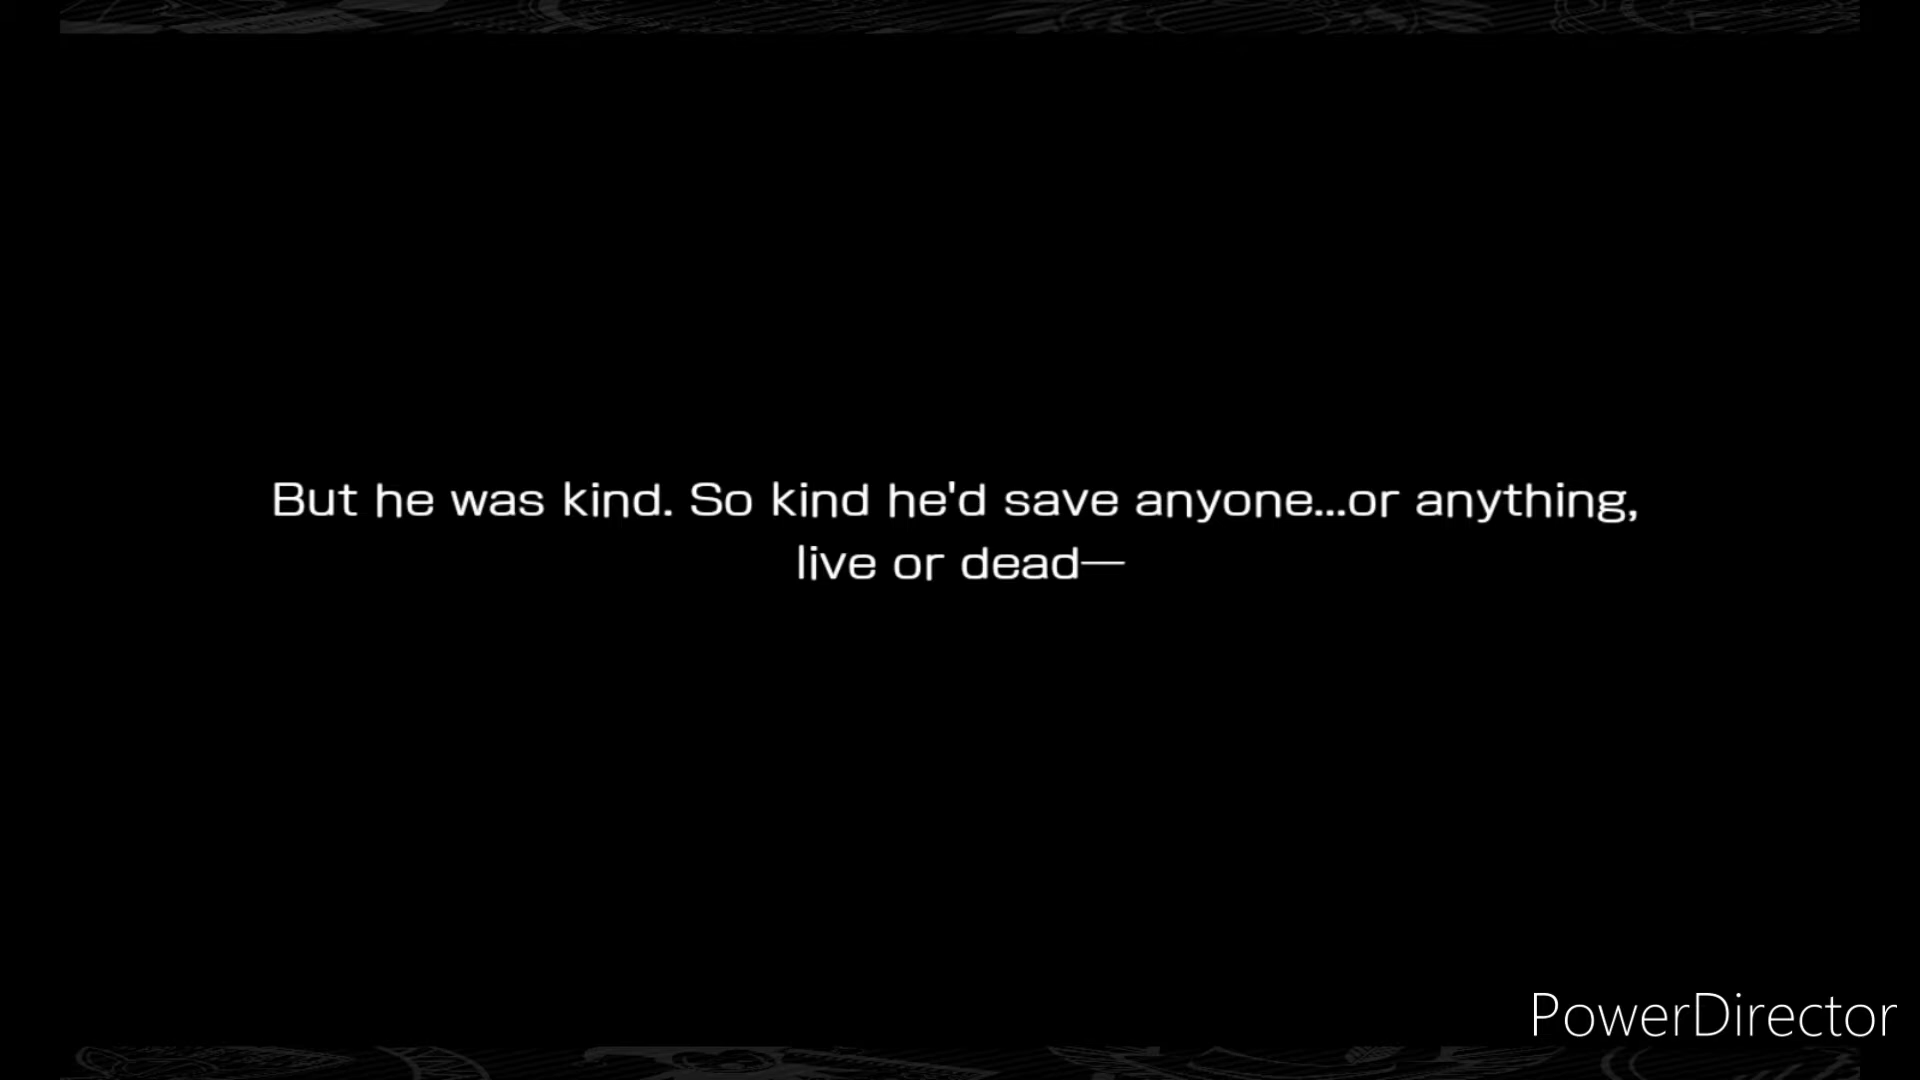 But he was kind. So kind he'd save anyone...or anything,
live or dead—
PowerDirector